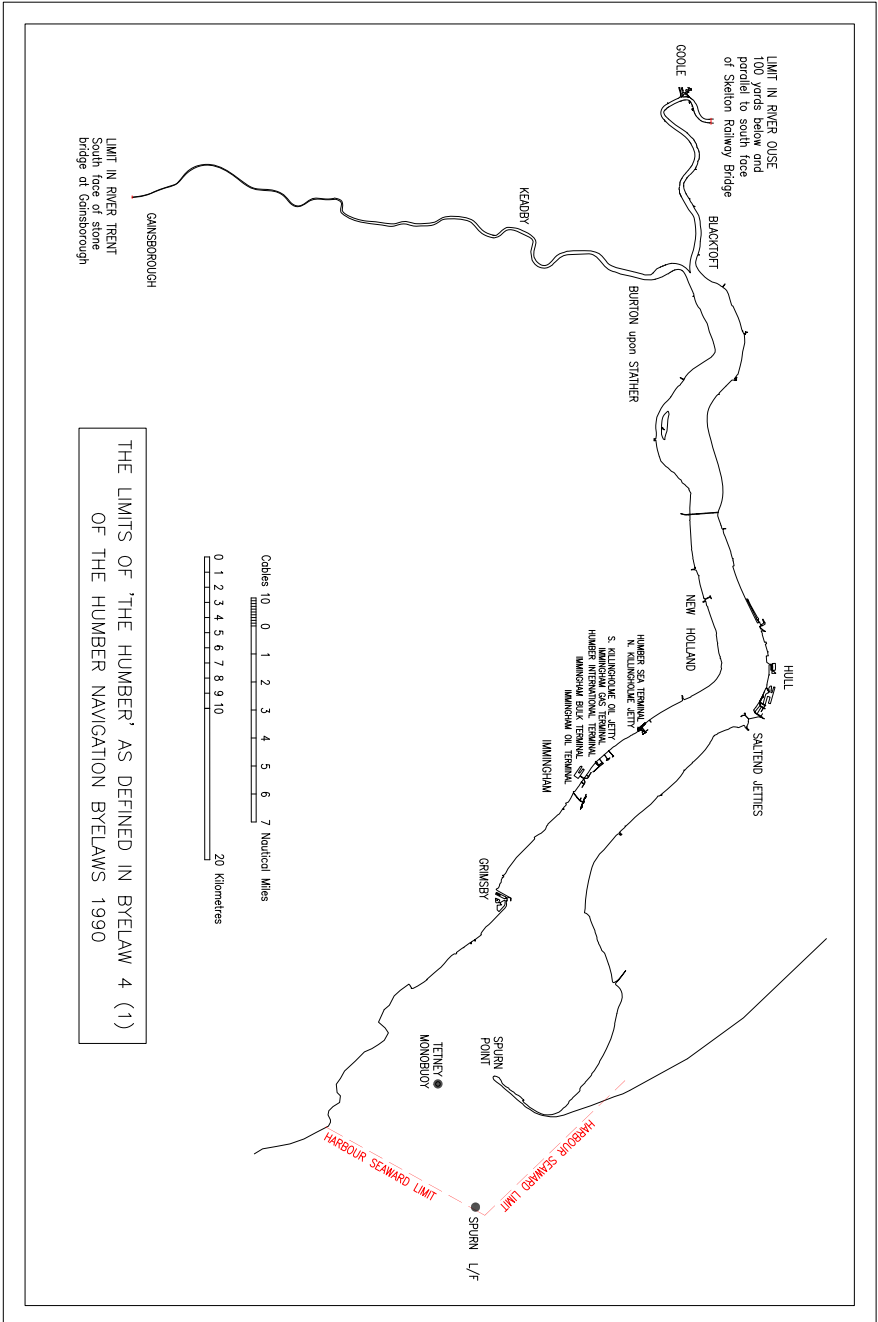 LIMIT IN RIVER OUSE
100 yards below and
parallel to south face
of Skelton Railway Bridge
GOOLE
BLACKTOFT
HULL
SALTEND JETTIES
KEADBY
BURTON upon STATHER
NEW HOLLAND
HUMBER SEA TERMINAL
N. KILLINGHOLME JETTY
S. KILLINGHOLME OIL JETTY
IMMINGHAM GAS TERMINAL
HUMBER INTERNATIONAL TERMINAL
IMMINGHAM BULK TERMINAL
IMMINGHAM OIL TERMINAL
IMMINGHAM
GRIMSBY
SPURN
POINT
TETNEY
MONOBUOY
HARBOUR SEAWARD LIMIT
HARBOUR SEAWARD LIMIT
SPURN L/F
GAINSBOROUGH
LIMIT IN RIVER TRENT
South face of stone
bridge at Gainsborough
Cables 10 0 1 2 3 4 5 6 7 Nautical Miles
0 1 2 3 4 5 6 7 8 9 10 20 Kilometres
THE LIMITS OF 'THE HUMBER' AS DEFINED IN BYELAW 4 (1)
OF THE HUMBER NAVIGATION BYELAWS 1990